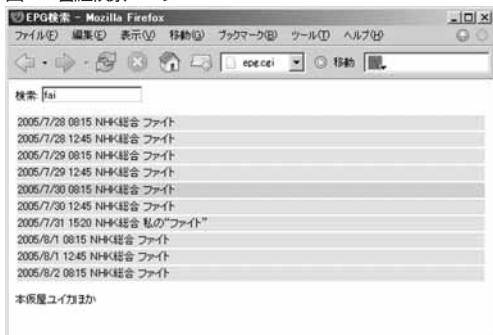 EPG検索 - Mozilla Firefox
ファイル(F) 編集(E) 表示(V) 移動(G) ブックマーク(B) ツール(T) ヘルプ(H)
epg.cgi 移動
検索: fai
2005/7/28 0815 NHK総合 ファイト
2005/7/28 1245 NHK総合 ファイト
2005/7/29 0815 NHK総合 ファイト
2005/7/29 1245 NHK総合 ファイト
2005/7/30 0815 NHK総合 ファイト
2005/7/30 1245 NHK総合 ファイト
2005/7/31 1520 NHK総合 私の"ファイト"
2005/8/1 0815 NHK総合 ファイト
2005/8/1 1245 NHK総合 ファイト
2005/8/2 0815 NHK総合 ファイト
本仮屋ユイカほか